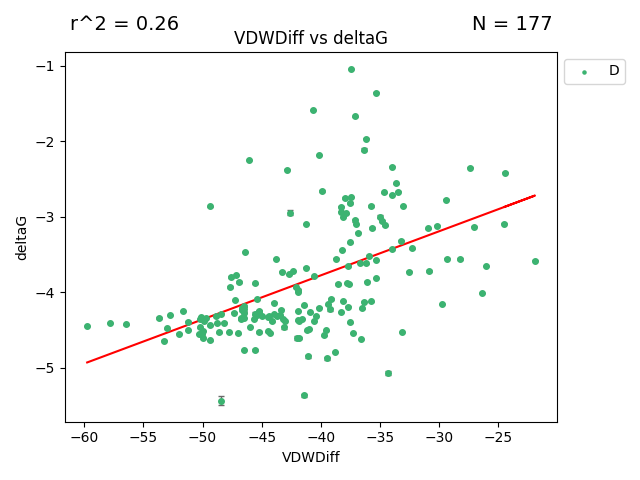 r^2 = 0.26
N = 177
VDWDiff vs deltaG
D
−1
−2
−3
−4
−5
deltaG
−60 −55 −50 −45 −40 −35 −30 −25
VDWDiff